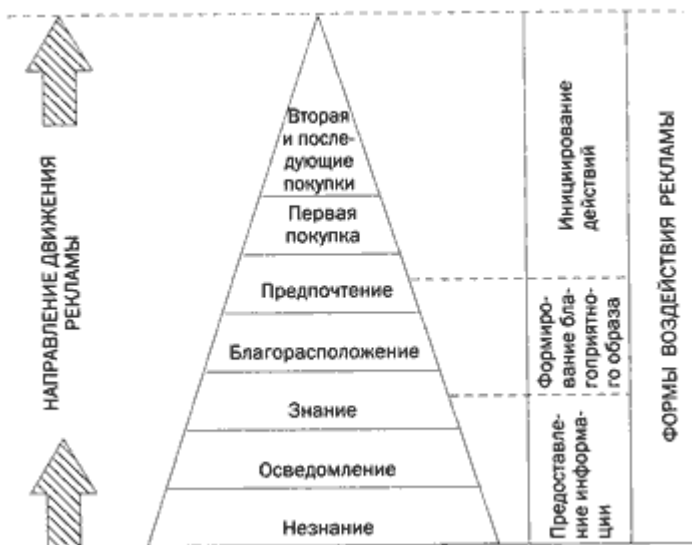 НАПРАВЛЕНИЕ ДВИЖЕНИЯ
РЕКЛАМЫ
Вторая
и после-
дующие
покупки
Первая
покупка
Предпочтение
Благорасположение
Знание
Осведомление
Незнание
Инициирование
действий
Формиро-
вание бла-
гоприятно-
го образа
Предоставле-
ние информа-
ции
ФОРМЫ ВОЗДЕЙСТВИЯ РЕКЛАМЫ